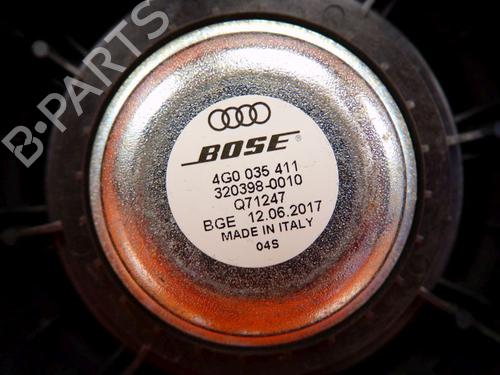 B-PARTS
BOSE®
4G0 035 411
320398-0010
Q71247
BGE 12.06.2017
MADE IN ITALY
04S